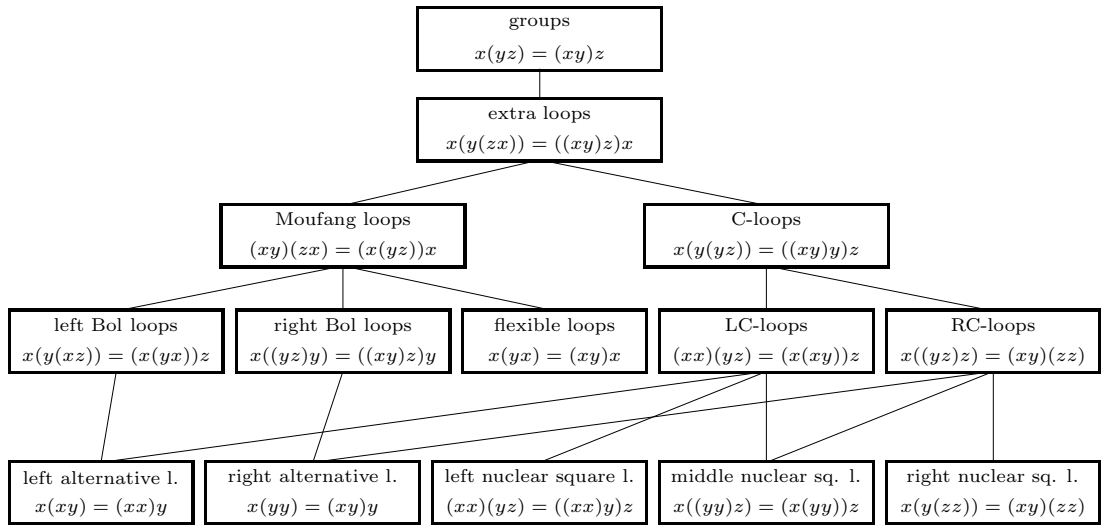 groups
x(yz) = (xy)z
extra loops
x(y(zx)) = ((xy)z)x
Moufang loops
(xy)(zx) = (x(yz))x
C-loops
x(y(yz)) = ((xy)y)z
left Bol loops
x(y(xz)) = (x(yx))z
right Bol loops
x((yz)y) = ((xy)z)y
flexible loops
x(yx) = (xy)x
LC-loops
(xx)(yz) = (x(xy))z
RC-loops
x((yz)z) = (xy)(zz)
left alternative l.
x(xy) = (xx)y
right alternative l.
x(yy) = (xy)y
left nuclear square l.
(xx)(yz) = ((xx)y)z
middle nuclear sq. l.
x((yy)z) = (x(yy))z
right nuclear sq. l.
x(y(zz)) = (xy)(zz)